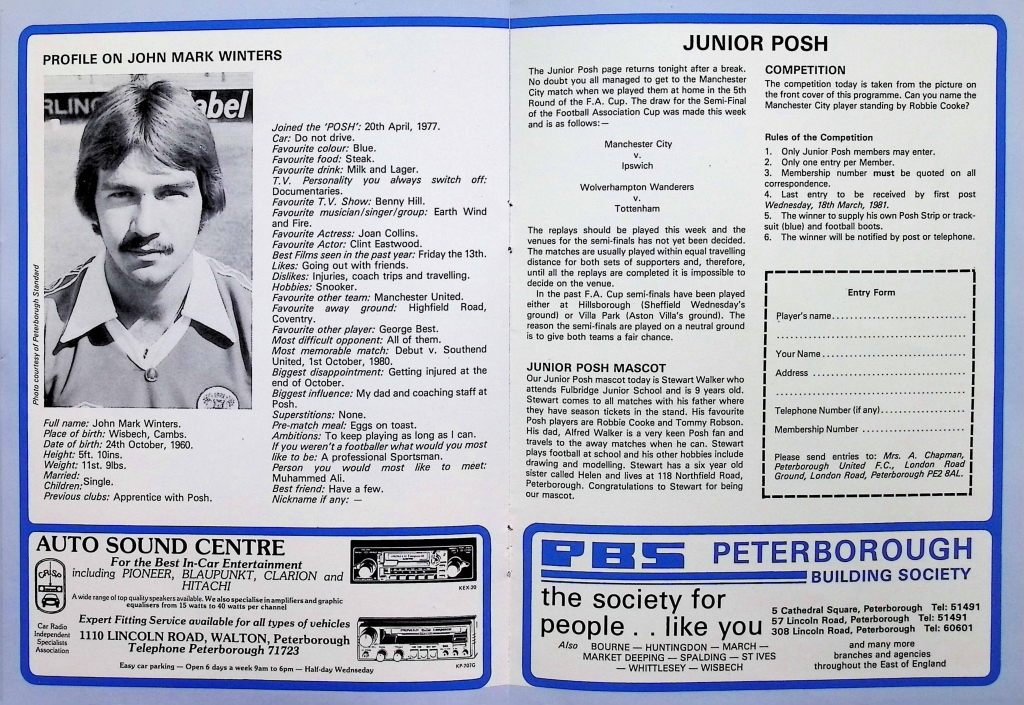 PROFILE ON JOHN MARK WINTERS
RLING
abel
Photo courtesy of Peterborough Standard
Full name: John Mark Winters.
Place of birth: Wisbech, Cambs.
Date of birth: 24th October, 1960.
Height: 5ft. 10ins.
Weight: 11st. 9lbs.
Married:
Children: Single.
Previous clubs: Apprentice with Posh.
Joined the 'POSH': 20th April, 1977.
Car: Do not drive.
Favourite colour: Blue.
Favourite food: Steak.
Favourite drink: Milk and Lager.
T.V. Personality you always switch off:
Documentaries.
Favourite T.V. Show: Benny Hill.
Favourite musician/singer/group: Earth Wind
and Fire.
Favourite Actress: Joan Collins.
Favourite Actor: Clint Eastwood.
Best Films seen in the past year: Friday the 13th.
Likes: Going out with friends.
Dislikes: Injuries, coach trips and travelling.
Hobbies: Snooker.
Favourite other team: Manchester United.
Favourite away ground: Highfield Road,
Coventry.
Favourite other player: George Best.
Most difficult opponent: All of them.
Most memorable match: Debut v. Southend
United, 1st October, 1980.
Biggest disappointment: Getting injured at the
end of October.
Biggest influence: My dad and coaching staff at
Posh.
Superstitions: None.
Pre-match meal: Eggs on toast.
Ambitions: To keep playing as long as I can.
If you weren't a footballer what would you most
like to be: A professional Sportsman.
Person you would most like to meet:
Muhammed Ali.
Best friend: Have a few.
Nickname if any: —
AUTO SOUND CENTRE
For the Best In-Car Entertainment
including PIONEER, BLAUPUNKT, CLARION and
HITACHI
A wide range of top quality speakers available. We also specialise in amplifiers and graphic
equalisers from 15 watts to 40 watts per channel
Expert Fitting Service available for all types of vehicles
1110 LINCOLN ROAD, WALTON, Peterborough
Telephone Peterborough 71723
Easy car parking — Open 6 days a week 9am to 6pm — Half-day Wednseday
CRISA
Car Radio
Independent
Specialists
Association
KEX-20
KP-707G
JUNIOR POSH
The Junior Posh page returns tonight after a break.
No doubt you all managed to get to the Manchester
City match when we played them at home in the 5th
Round of the F.A. Cup. The draw for the Semi-Final
of the Football Association Cup was made this week
and is as follows:—
Manchester City
v.
Ipswich
Wolverhampton Wanderers
v.
Tottenham
The replays should be played this week and the
venues for the semi-finals has not yet been decided.
The matches are usually played within equal travelling
distance for both sets of supporters and, therefore,
until all the replays are completed it is impossible to
decide on the venue.
In the past F.A. Cup semi-finals have been played
either at Hillsborough (Sheffield Wednesday's
ground) or Villa Park (Aston Villa's ground). The
reason the semi-finals are played on a neutral ground
is to give both teams a fair chance.
JUNIOR POSH MASCOT
Our Junior Posh mascot today is Stewart Walker who
attends Fulbridge Junior School and is 9 years old.
Stewart comes to all matches with his father where
they have season tickets in the stand. His favourite
Posh players are Robbie Cooke and Tommy Robson.
His dad, Alfred Walker is a very keen Posh fan and
travels to the away matches when he can. Stewart
plays football at school and his other hobbies include
drawing and modelling. Stewart has a six year old
sister called Helen and lives at 118 Northfield Road,
Peterborough. Congratulations to Stewart for being
our mascot.
COMPETITION
The competition today is taken from the picture on
the front cover of this programme. Can you name the
Manchester City player standing by Robbie Cooke?
Rules of the Competition
1. Only Junior Posh members may enter.
2. Only one entry per Member.
3. Membership number must be quoted on all
correspondence.
4. Last entry to be received by first post
Wednesday, 18th March, 1981.
5. The winner to supply his own Posh Strip or track-
suit (blue) and football boots.
6. The winner will be notified by post or telephone.
Entry Form
Player's name
Your Name
Address
Telephone Number (if any)
Membership Number
Please send entries to: Mrs. A. Chapman,
Peterborough United F.C., London Road
Ground, London Road, Peterborough PE2 8AL.
PBS PETERBOROUGH
BUILDING SOCIETY
the society for
people . . like you
5 Cathedral Square, Peterborough Tel: 51491
57 Lincoln Road, Peterborough Tel: 51491
308 Lincoln Road, Peterborough Tel: 60601
Also BOURNE — HUNTINGDON — MARCH —
MARKET DEEPING — SPALDING — ST IVES
— WHITTLESEY — WISBECH
and many more
branches and agencies
throughout the East of England